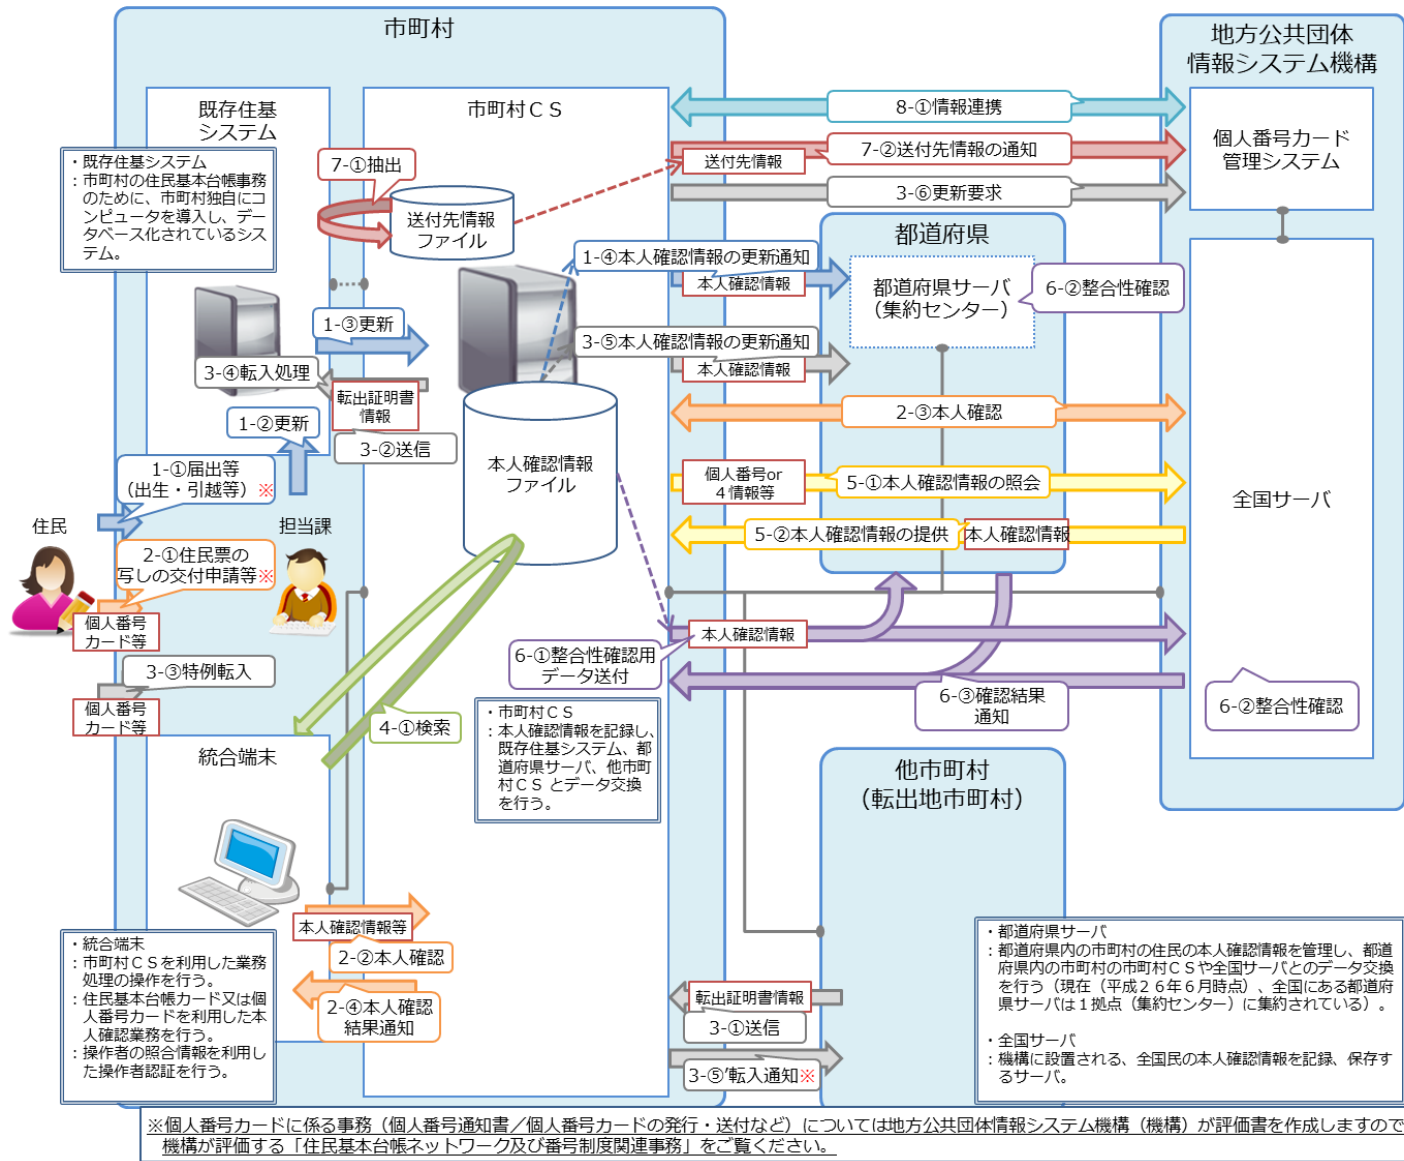 市町村
地方公共団体
情報システム機構
既存住基
システム
市町村ＣＳ
8-①情報連携
個人番号カード
管理システム
・既存住基システム
：市町村の住民基本台帳事務
のために、市町村独自にコ
ンピュータを導入し、デー
タベース化されているシス
テム。
7-①抽出
送付先情報
7-②送付先情報の通知
3-⑥更新要求
送付先情報
ファイル
都道府県
1-④本人確認情報の更新通知
本人確認情報
都道府県サーバ
（集約センター）
6-②整合性確認
1-③更新
3-⑤本人確認情報の更新通知
本人確認情報
3-④転入処理
転出証明書
情報
3-②送信
2-③本人確認
1-②更新
本人確認情報
ファイル
1-①届出等
（出生・引越等）※
個人番号or
４情報等
5-①本人確認情報の照会
全国サーバ
住民
担当課
5-②本人確認情報の提供
本人確認情報
2-①住民票の
写しの交付申請等※
個人番号
カード等
本人確認情報
6-①整合性確認用
データ送付
3-③特例転入
個人番号
カード等
6-③確認結果
通知
6-②整合性確認
4-①検索
・市町村ＣＳ
：本人確認情報を記録し、
既存住基システム、都
道府県サーバ、他市町
村ＣＳ とデータ交換
を行う。
統合端末
他市町村
（転出地市町村）
本人確認情報等
2-②本人確認
2-④本人確認
結果通知
・統合端末
：市町村ＣＳを利用した業務
処理の操作を行う。
：住民基本台帳カード又は個
人番号カードを利用した本
人確認業務を行う。
：操作者の照合情報を利用し
た操作者認証を行う。
転出証明書情報
3-①送信
3-⑤’転入通知※
・都道府県サーバ
：都道府県内の市町村の住民の本人確認情報を管理し、都道
府県内の市町村の市町村ＣＳや全国サーバとのデータ交換
を行う（現在（平成２６年６月時点）、全国にある都道府
県サーバは１拠点（集約センター）に集約されている）。
・全国サーバ
：機構に設置される、全国民の本人確認情報を記録、保存す
るサーバ。
※個人番号カードに係る事務（個人番号通知書／個人番号カードの発行・送付など）については地方公共団体情報システム機構（機構）が評価書を作成しますので
機構が評価する「住民基本台帳ネットワーク及び番号制度関連事務」をご覧ください。